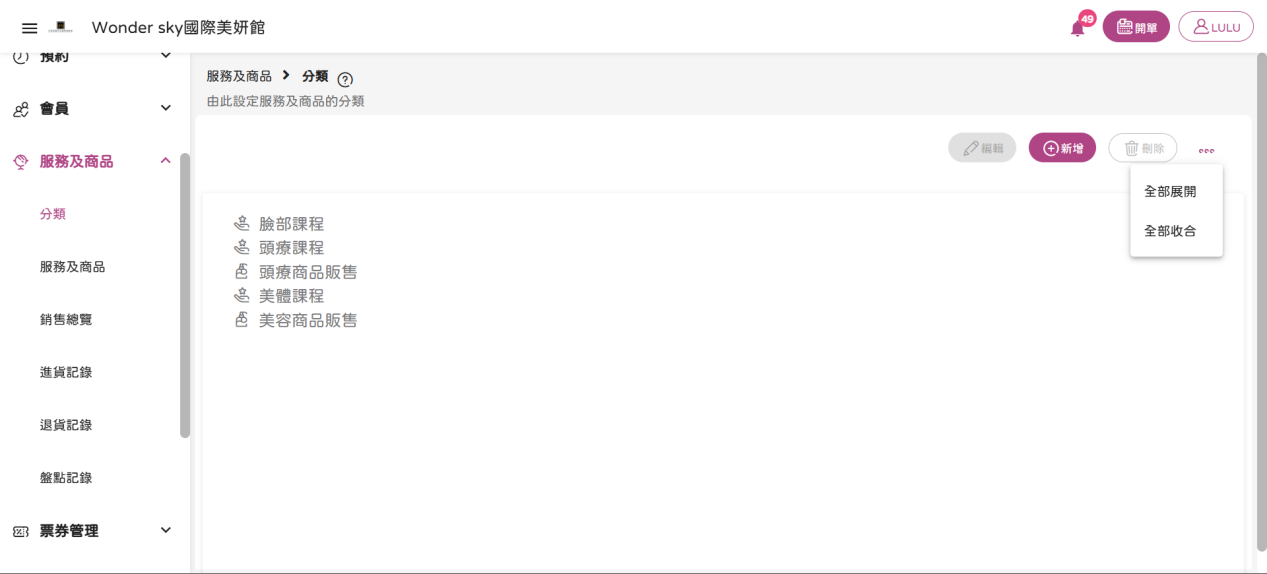 Wonder sky國際美妍館
49
開單
LULU
預約
會員
服務及商品
分類
服務及商品
銷售總覽
進貨記錄
退貨記錄
盤點記錄
票券管理
服務及商品 > 分類 ?
由此設定服務及商品的分類
編輯
新增
刪除
全部展開
全部收合
臉部課程
頭療課程
頭療商品販售
美體課程
美容商品販售